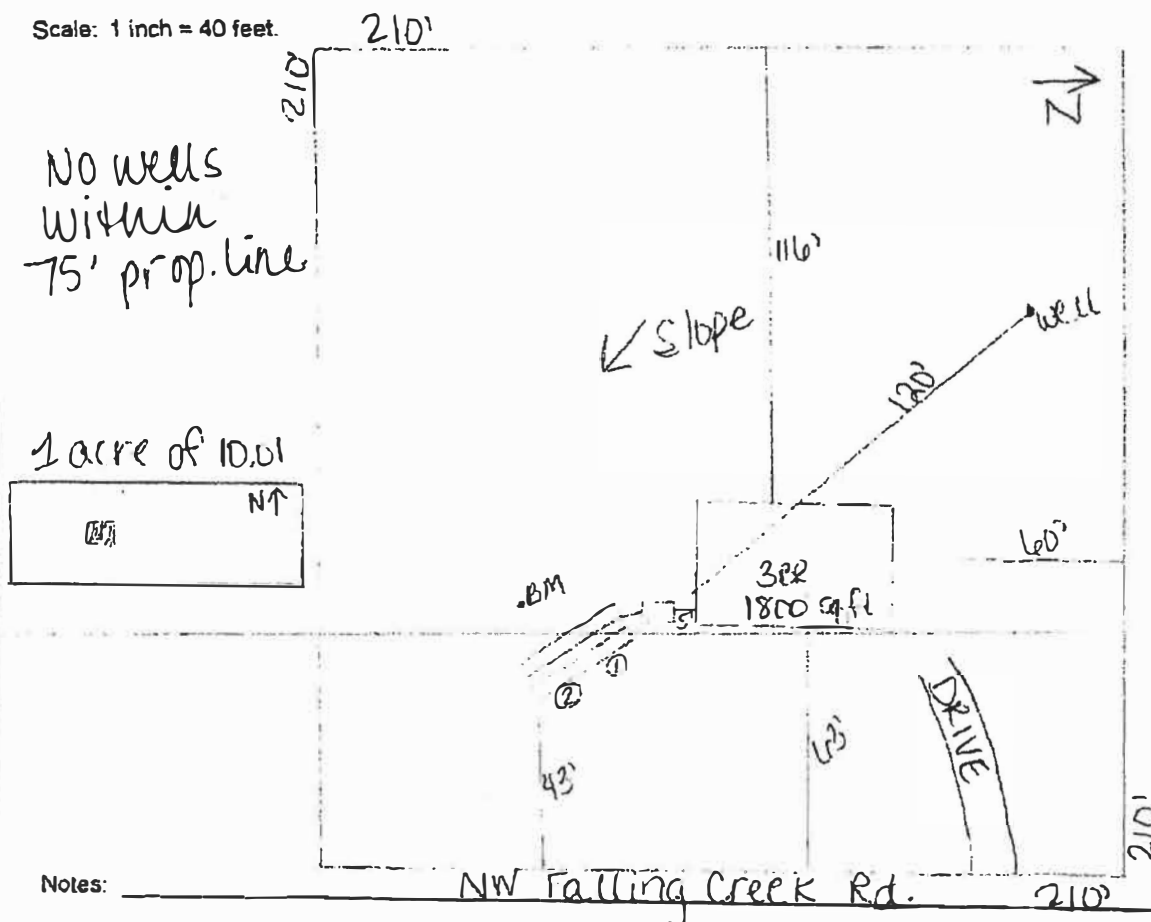 Scale: 1 inch = 40 feet.
210'
210'
N
No wells
within
75' prop. line
116'
Slope
well
120'
1 acre of 10.01
N↑
60'
3BR
1800 sq ft
.BM
5'
①
②
DRIVE
43'
210'
Notes:
NW Falling Creek Rd.
210'